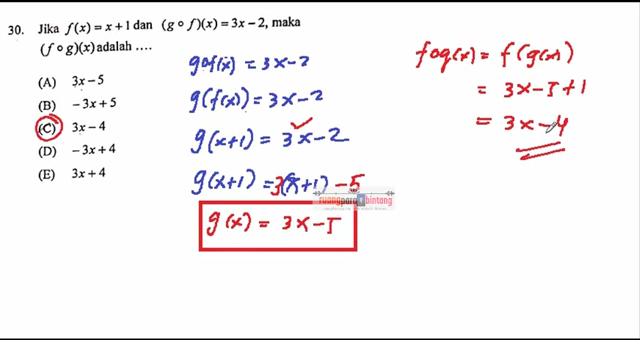 30. Jika f(x) = x + 1 dan (g ∘ f)(x) = 3x − 2, maka
(f ∘ g)(x) adalah ....
(A) 3x − 5
(B) − 3x + 5
(C) 3x − 4
(D) − 3x + 4
(E) 3x + 4
gof(x) = 3x − 2
g(f(x)) = 3x − 2
g(x+1) = 3x − 2
g(x+1) = 3(x+1) − 5
g(x) = 3x − 5
fog(x) = f(g(x))
= 3x − 5 + 1
= 3x − 4
ruangparabintang